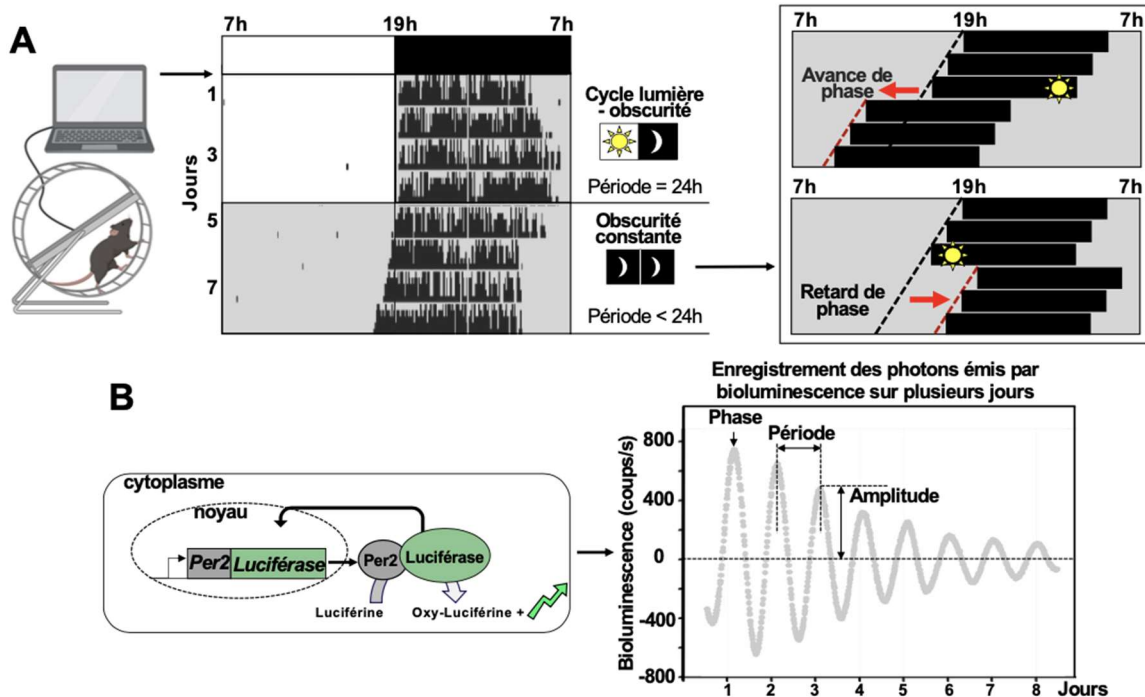 A
7h 19h 7h
Jours
1
3
5
7
Cycle lumière
- obscurité
Période = 24h
Obscurité
constante
Période < 24h
7h 19h 7h
Avance de
phase
7h 19h 7h
Retard de
phase
B
cytoplasme
noyau
Per2 Luciférase
Per2 Luciférase
Luciférine Oxy-Luciférine +
Enregistrement des photons émis par
bioluminescence sur plusieurs jours
Bioluminescence (coups/s)
800
400
0
-400
-800
Phase
Période
Amplitude
1 2 3 4 5 6 7 8 Jours